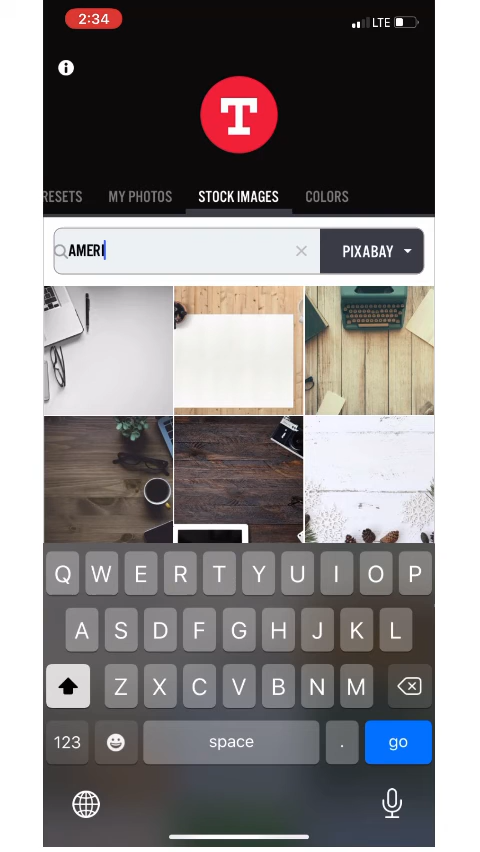 2:34
LTE
T
RESETS MY PHOTOS STOCK IMAGES COLORS
AMERI PIXABAY
Q W E R T Y U I O P
A S D F G H J K L
Z X C V B N M
123 space . go